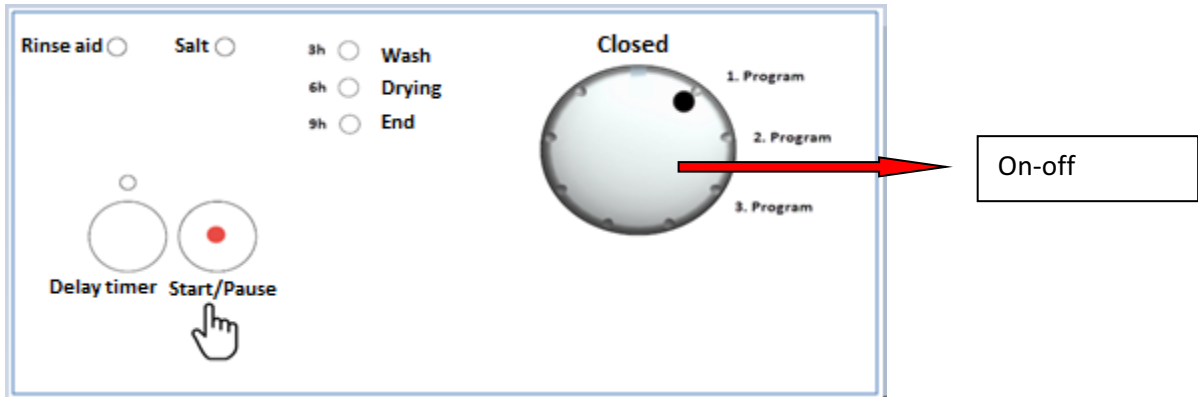 Rinse aid
Salt
3h Wash
6h Drying
9h End
Closed
1. Program
2. Program
3. Program
On-off
Delay timer
Start/Pause